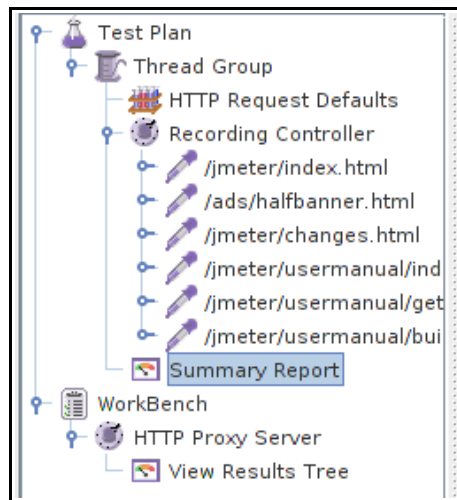 Test Plan
Thread Group
HTTP Request Defaults
Recording Controller
/jmeter/index.html
/ads/halfbanner.html
/jmeter/changes.html
/jmeter/usermanual/ind
/jmeter/usermanual/get
/jmeter/usermanual/bui
Summary Report
WorkBench
HTTP Proxy Server
View Results Tree